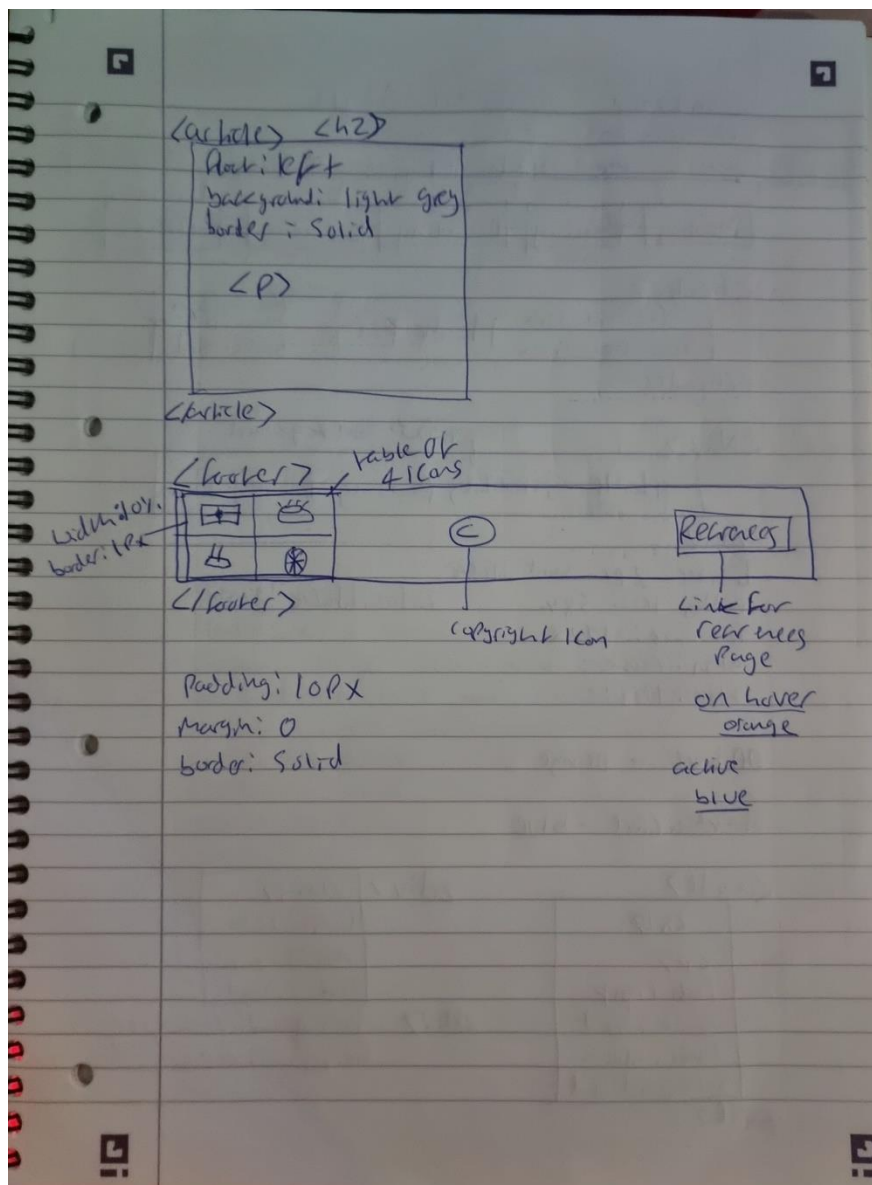 <article> <h2>
float: left
background: light grey
border : Solid
<p>
</article>
<footer>
table of
4 Icons
width: 10%.
border: 1px
C
References
</footer>
Copyright Icon
Link for
references
Page
Padding: 10px
Margin: 0
border: Solid
on hover
orange
active
blue